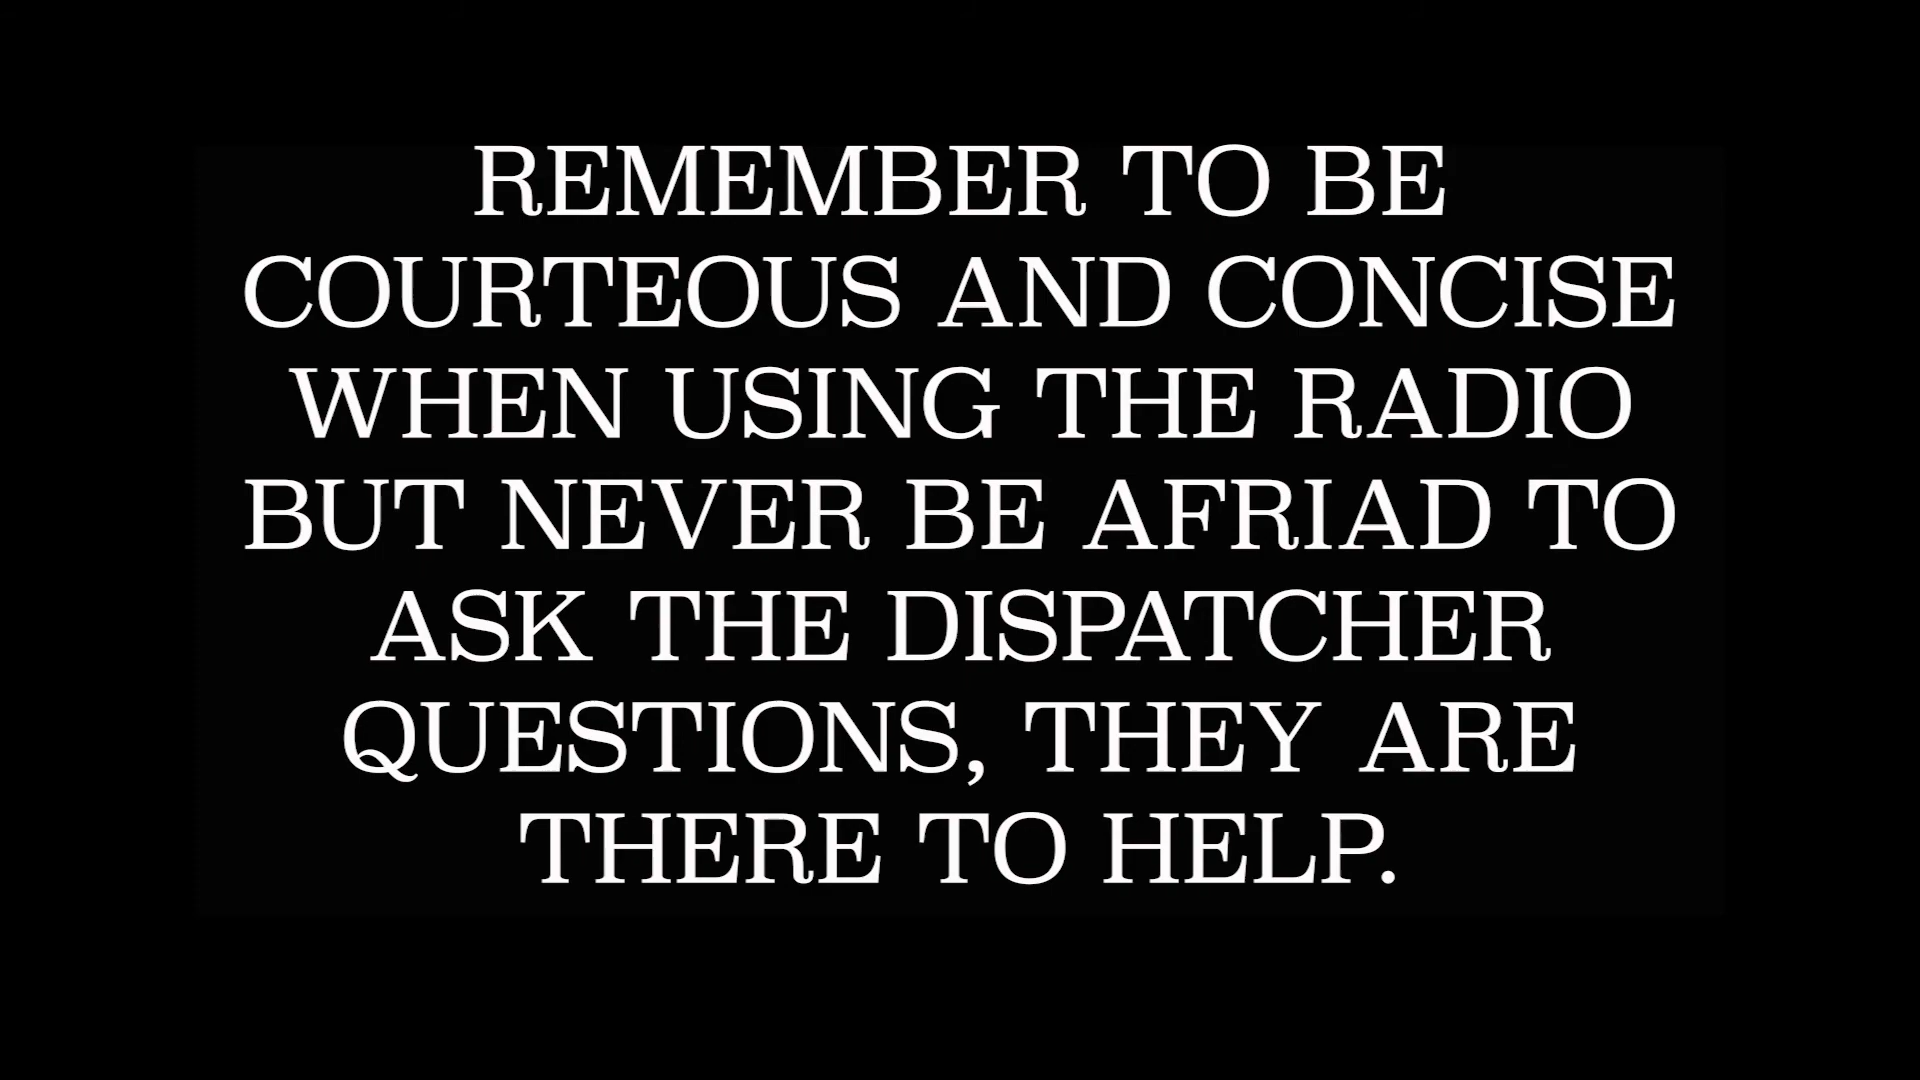 REMEMBER TO BE
COURTEOUS AND CONCISE
WHEN USING THE RADIO
BUT NEVER BE AFRIAD TO
ASK THE DISPATCHER
QUESTIONS, THEY ARE
THERE TO HELP.